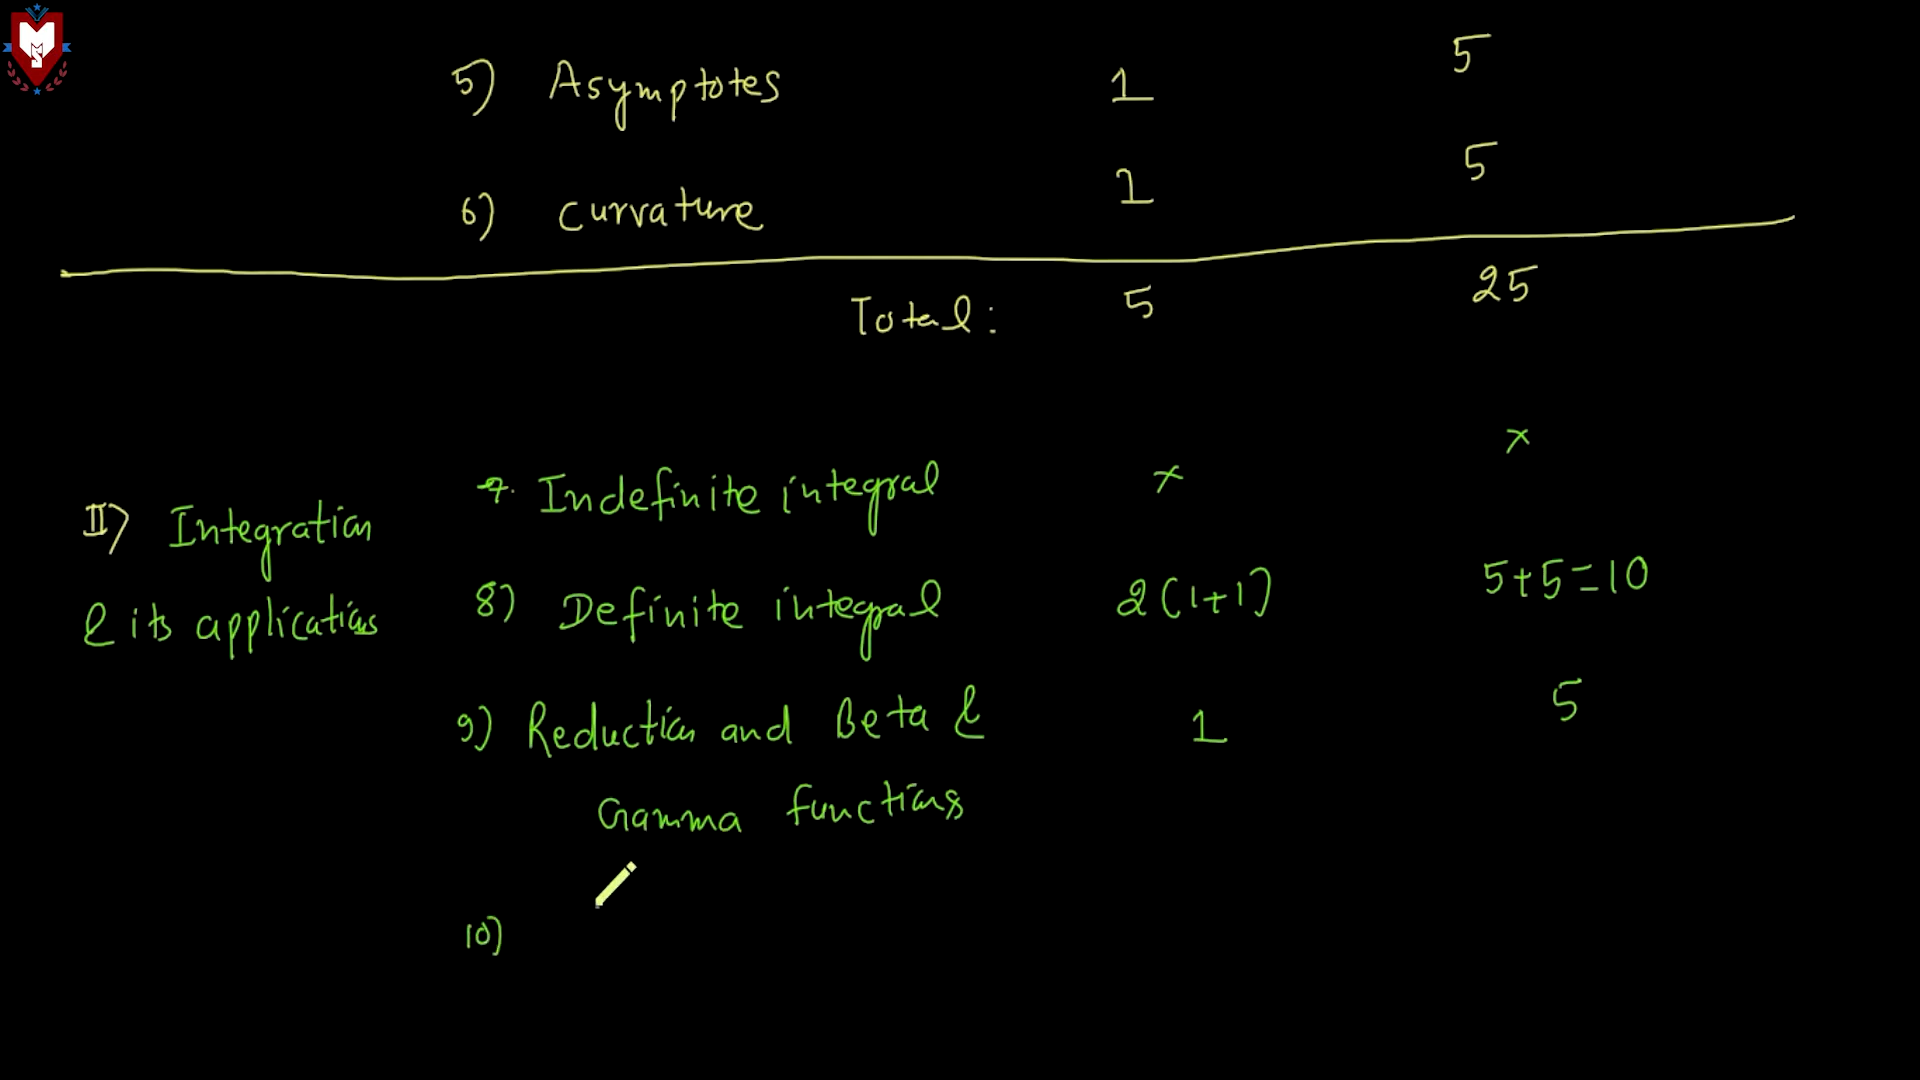 5) Asymptotes 1 5
6) curvature 1 5
Total: 5 25
II) Integration 7. Indefinite integral x x
& its applications 8) Definite integral 2(1+1) 5+5=10
9) Reduction and Beta & 1 5
Gamma functions
10)